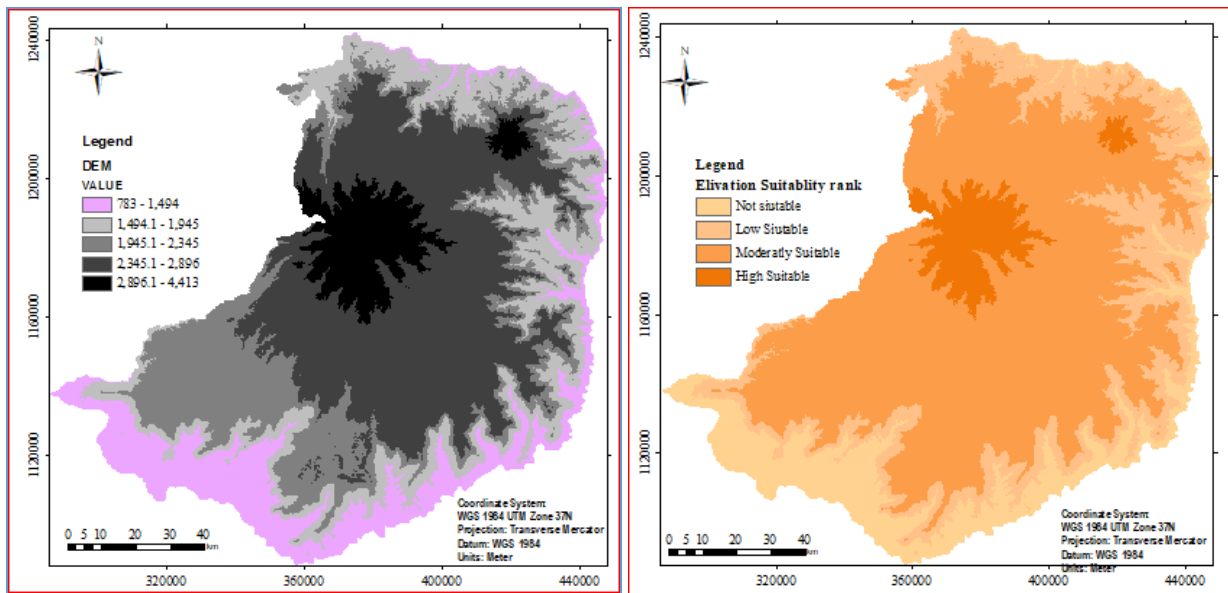 N
Legend
DEM
VALUE
783 - 1,494
1,494.1 - 1,945
1,945.1 - 2,345
2,345.1 - 2,896
2,896.1 - 4,413
Coordinate System:
WGS 1984 UTM Zone 37N
Projection: Transverse Mercator
Datum: WGS 1984
Units: Meter
0 5 10 20 30 40
km
1240000
1200000
1160000
1120000
320000 360000 400000 440000
N
Legend
Elivation Suitablity rank
Not siutable
Low Siutable
Moderatly Suitable
High Suitable
Coordinate System:
WGS 1984 UTM Zone 37N
Projection: Transverse Mercator
Datum: WGS 1984
Units: Meter
0 5 10 20 30 40
km
1240000
1200000
1160000
1120000
320000 360000 400000 440000